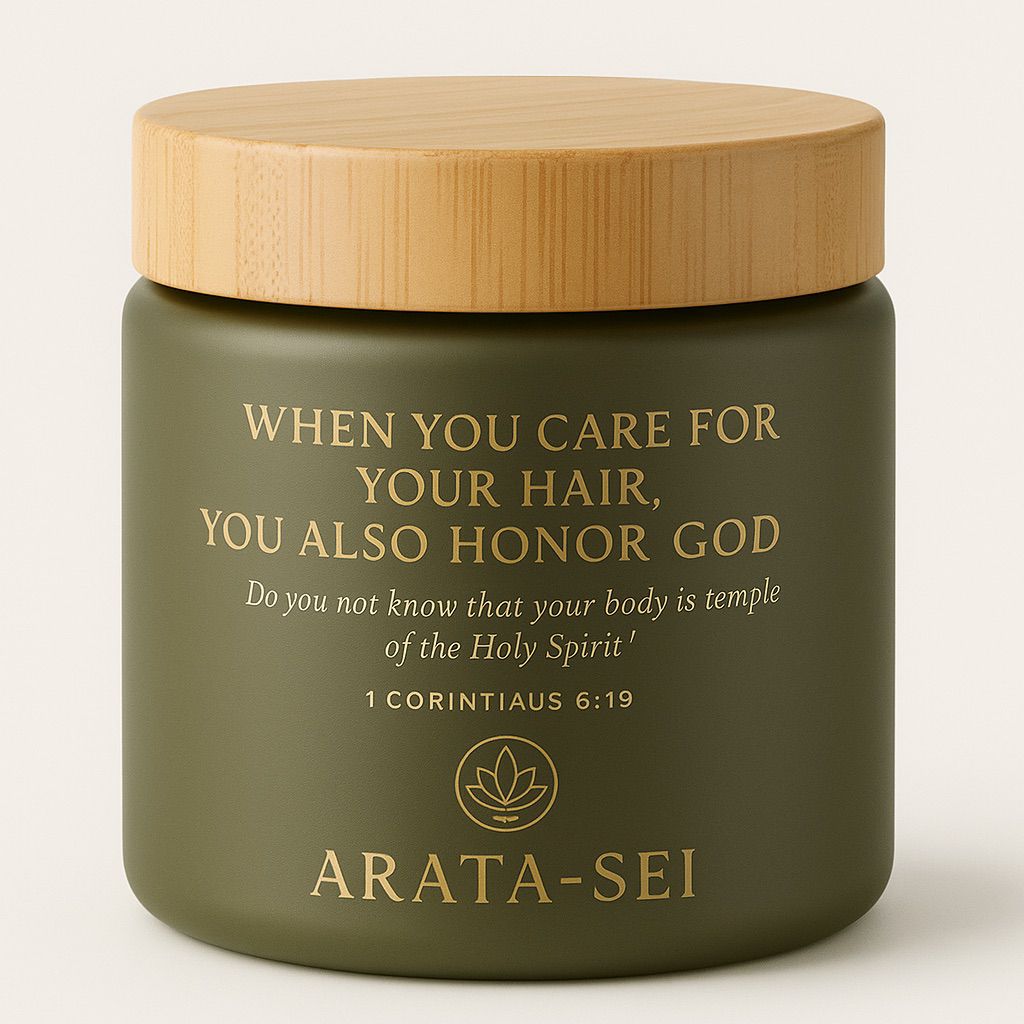 WHEN YOU CARE FOR
YOUR HAIR,
YOU ALSO HONOR GOD
Do you not know that your body is temple
of the Holy Spirit'
1 CORINTIAUS 6:19
ARATA-SEI